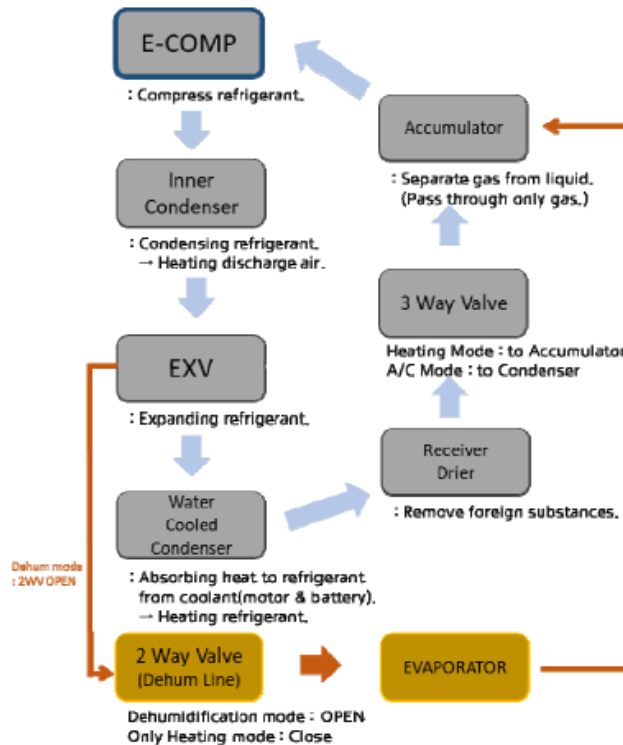 E-COMP
: Compress refrigerant.
Inner
Condenser
: Condensing refrigerant.
→ Heating discharge air.
EXV
: Expanding refrigerant.
Water
Cooled
Condenser
: Absorbing heat to refrigerant
from coolant(motor & battery).
→ Heating refrigerant.
Dehum mode
: 2WV OPEN
2 Way Valve
(Dehum Line)
Dehumidification mode : OPEN
Only Heating mode : Close
EVAPORATOR
Receiver
Drier
: Remove foreign substances.
3 Way Valve
Heating Mode : to Accumulator
A/C Mode : to Condenser
Accumulator
: Separate gas from liquid.
(Pass through only gas.)